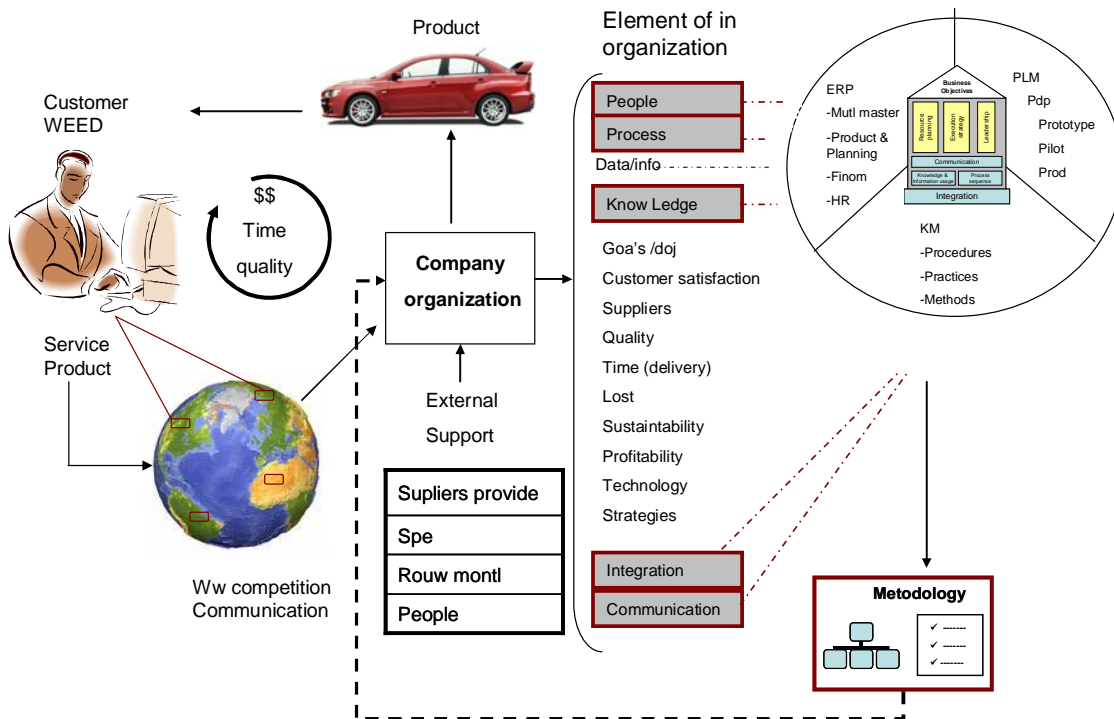 Product
Customer
WEED
$$
Time
quality
Service
Product
Ww competition
Communication
Company
organization
External
Support
Supliers provide
Spe
Rouw montl
People
Element of in
organization
People
Process
Data/info
Know Ledge
Goa's /doj
Customer satisfaction
Suppliers
Quality
Time (delivery)
Lost
Sustaintability
Profitability
Technology
Strategies
Integration
Communication
ERP
-Mutl master
-Product &
Planning
-Finom
-HR
Business
Objectives
Resource
planning
Execution
strategy
Leadership
Communication
Knowledge &
Information usage
Process
sequence
Integration
PLM
Pdp
Prototype
Pilot
Prod
KM
-Procedures
-Practices
-Methods
Metodology
✓ -------
✓ -------
✓ -------